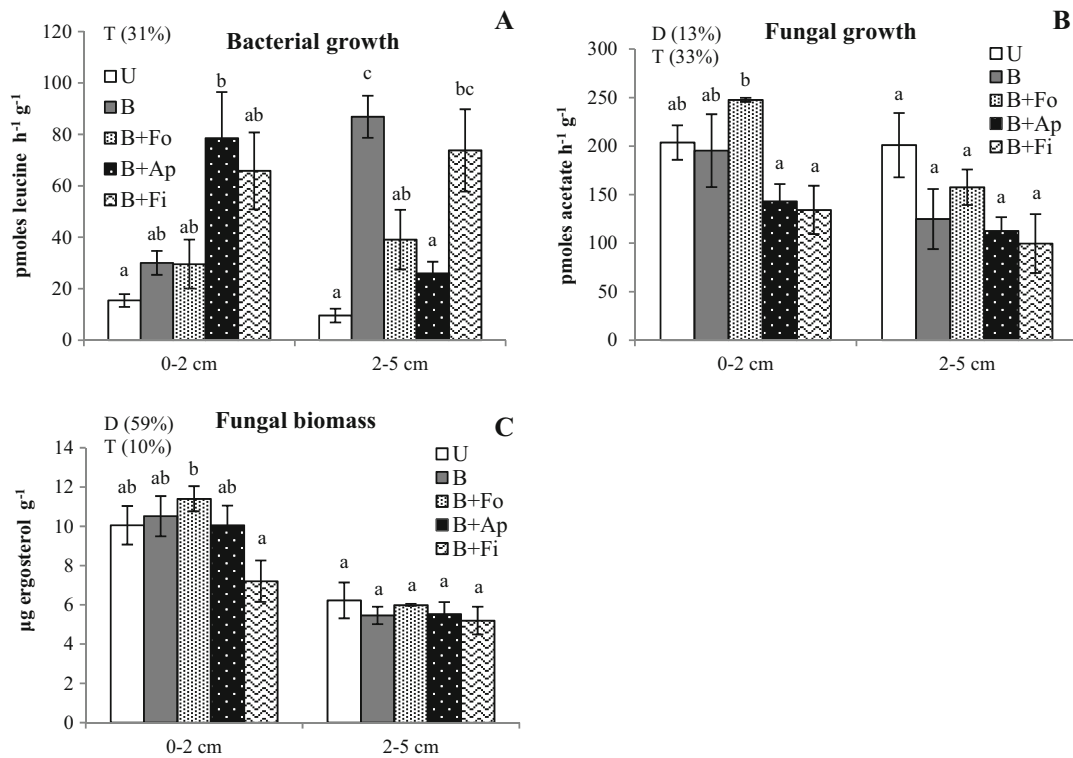 A
T (31%)
Bacterial growth
pmoles leucine h-1 g-1
120
100
80
60
40
20
0
U
B
B+Fo
B+Ap
B+Fi
a
ab
ab
b
ab
a
c
ab
a
bc
0-2 cm
2-5 cm
B
D (13%)
T (33%)
Fungal growth
pmoles acetate h-1 g-1
300
250
200
150
100
50
0
ab
ab
b
a
a
a
a
a
a
a
U
B
B+Fo
B+Ap
B+Fi
0-2 cm
2-5 cm
C
D (59%)
T (10%)
Fungal biomass
µg ergosterol g-1
14
12
10
8
6
4
2
0
ab
ab
b
ab
a
a
a
a
a
a
U
B
B+Fo
B+Ap
B+Fi
0-2 cm
2-5 cm